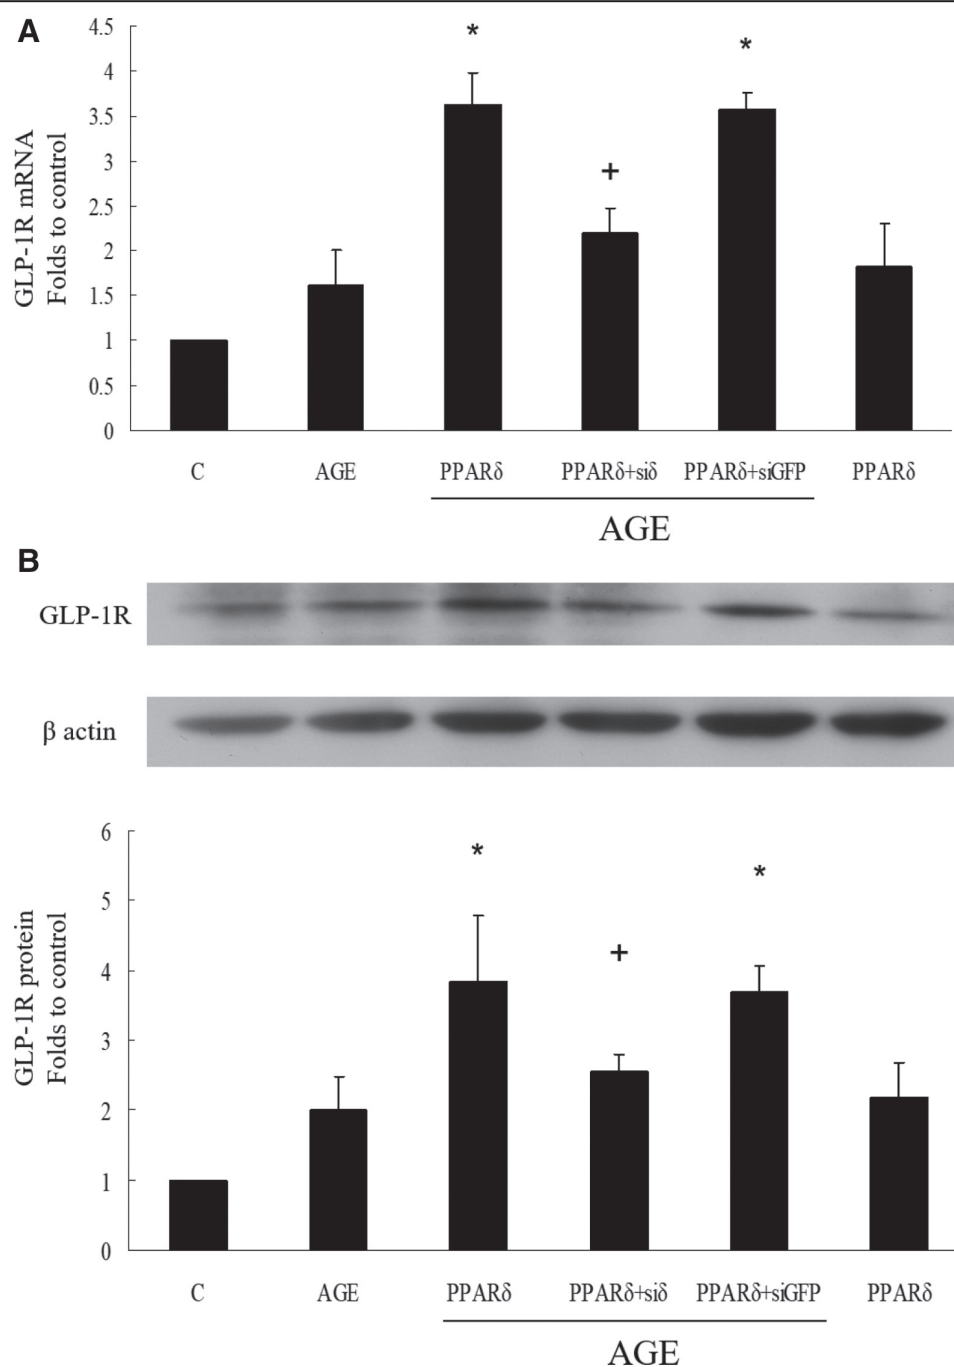 A
4.5
4
3.5
3
2.5
2
1.5
1
0.5
0
GLP-1R mRNA
Folds to control
*
+
*
C AGE PPARδ PPARδ+siδ PPARδ+siGFP PPARδ
AGE
B
GLP-1R
β actin
6
5
4
3
2
1
0
GLP-1R protein
Folds to control
*
+
*
C AGE PPARδ PPARδ+siδ PPARδ+siGFP PPARδ
AGE